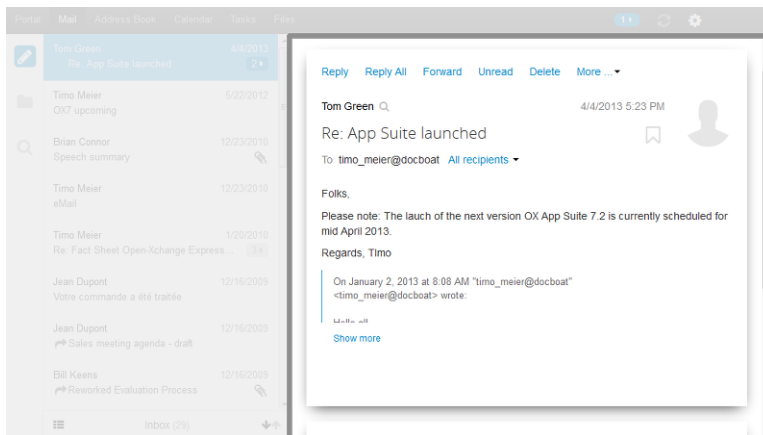 Portal Mail Address Book Calendar Tasks Files 1
Tom Green 4/4/2013
Re: App Suite launched 2
Timo Meier 5/22/2012
OX7 upcoming
Brian Connor 12/23/2010
Speech summary
Timo Meier 12/23/2010
eMail
Timo Meier 1/20/2010
Re: Fact Sheet Open-Xchange Express... 3
Jean Dupont 12/16/2009
Votre commande a été traitée
Jean Dupont 12/16/2009
Sales meeting agenda - draft
Bill Keens 12/16/2009
Reworked Evaluation Process
Inbox (29)
Reply Reply All Forward Unread Delete More ...
Tom Green 4/4/2013 5:23 PM
Re: App Suite launched
To timo_meier@docboat All recipients
Folks,
Please note: The lauch of the next version OX App Suite 7.2 is currently scheduled for
mid April 2013.
Regards, TImo
On January 2, 2013 at 8:08 AM "timo_meier@docboat"
<timo_meier@docboat> wrote:
Hello all
Show more